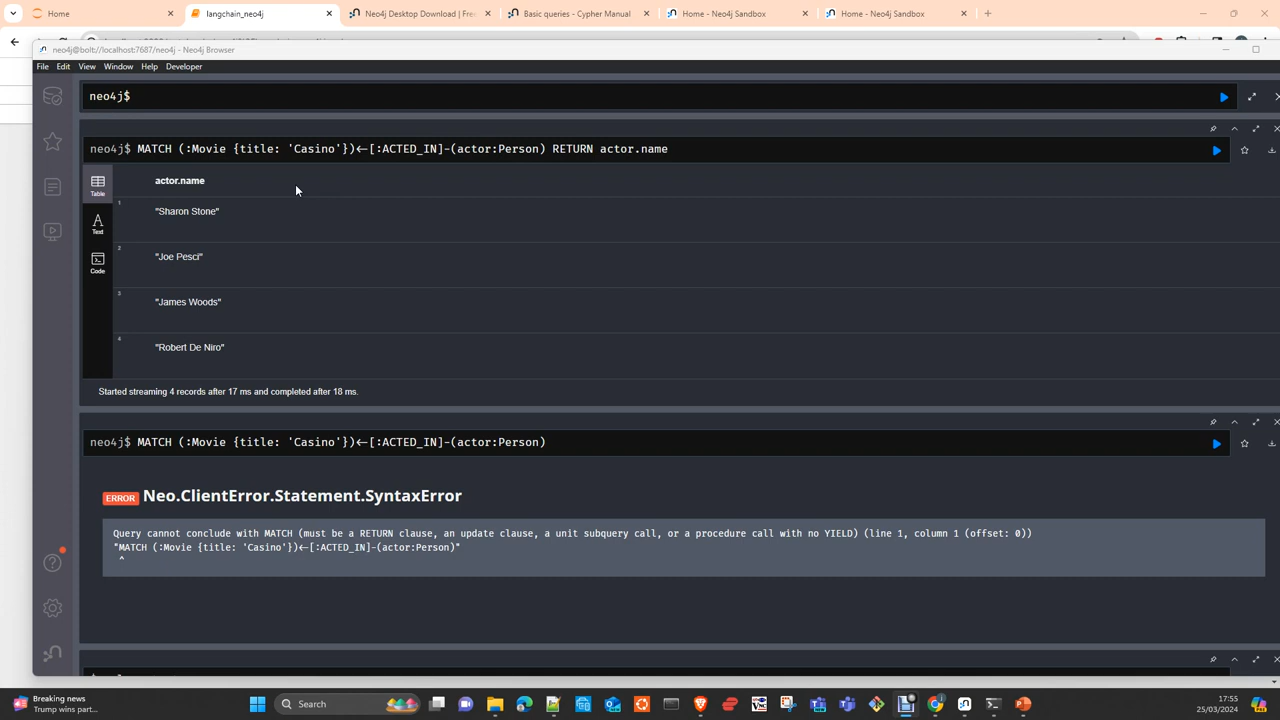 Home
langchain_neo4j
Neo4j Desktop Download | Fre
Basic queries - Cypher Manual
Home - Neo4j Sandbox
Home - Neo4j Sandbox
neo4j@bolt://localhost:7687/neo4j - Neo4j Browser
File Edit View Window Help Developer
neo4j$
neo4j$ MATCH (:Movie {title: 'Casino'})←[:ACTED_IN]-(actor:Person) RETURN actor.name
Table
actor.name
1
"Sharon Stone"
Text
2
"Joe Pesci"
Code
3
"James Woods"
4
"Robert De Niro"
Started streaming 4 records after 17 ms and completed after 18 ms.
neo4j$ MATCH (:Movie {title: 'Casino'})←[:ACTED_IN]-(actor:Person)
ERROR Neo.ClientError.Statement.SyntaxError
Query cannot conclude with MATCH (must be a RETURN clause, an update clause, a unit subquery call, or a procedure call with no YIELD) (line 1, column 1 (offset: 0))
"MATCH (:Movie {title: 'Casino'})←[:ACTED_IN]-(actor:Person)"
^
Breaking news
Trump wins part...
Search
17:55
25/03/2024